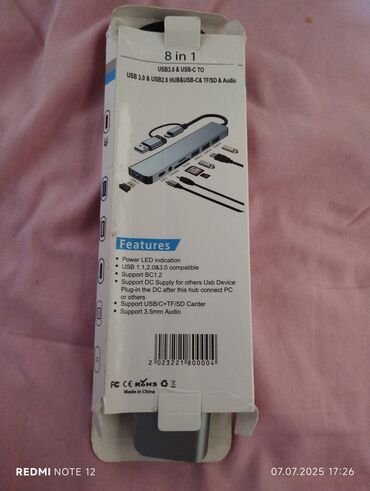 8 in 1
USB3.0 & USB-C TO
USB 3.0 & USB2.0 HUB&USB-C& TF/SD & Audio
Features
• Power LED indication
• USB 1.1,2.0&3.0 compatible
• Support BC1.2
• Support DC Supply for others Usb Device
Plug-in the DC after this hub connect PC
or others
• Support USB/C+TF/SD Carder
• Support 3.5mm Audio
2 023221 800004
FC CE RoHS
Made in China
REDMI NOTE 12
07.07.2025 17:26